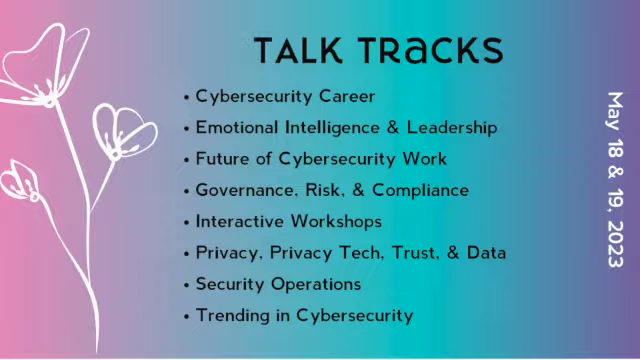 TALK TRacKS
• Cybersecurity Career
• Emotional Intelligence & Leadership
• Future of Cybersecurity Work
• Governance, Risk, & Compliance
• Interactive Workshops
• Privacy, Privacy Tech, Trust, & Data
• Security Operations
• Trending in Cybersecurity
May 18 & 19, 2023